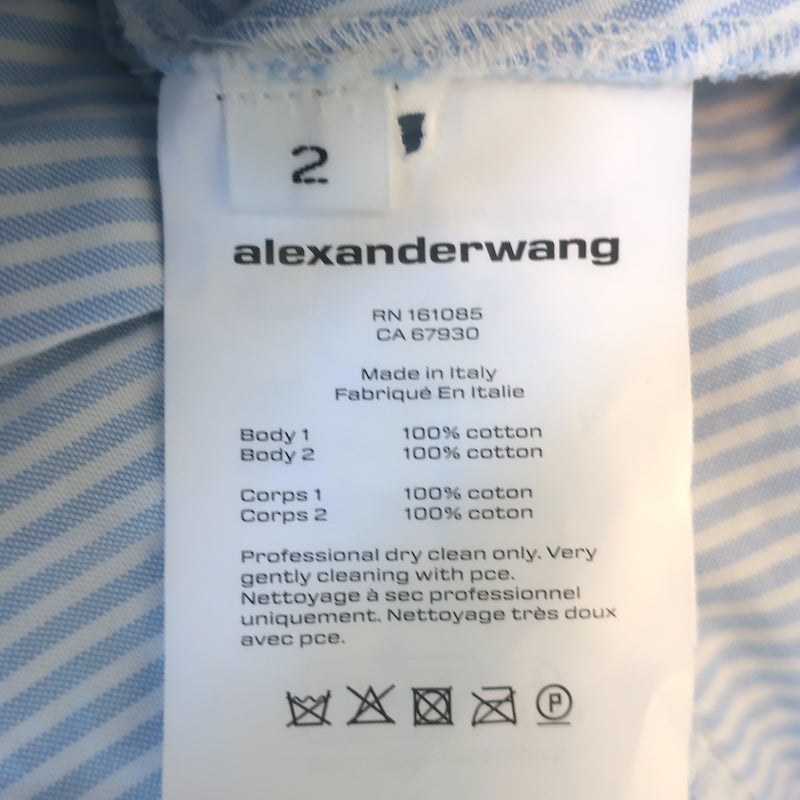 2
alexanderwang
RN 161085
CA 67930
Made in Italy
Fabriqué En Italie
Body 1 100% cotton
Body 2 100% cotton
Corps 1 100% coton
Corps 2 100% coton
Professional dry clean only. Very
gently cleaning with pce.
Nettoyage à sec professionnel
uniquement. Nettoyage très doux
avec pce.
P